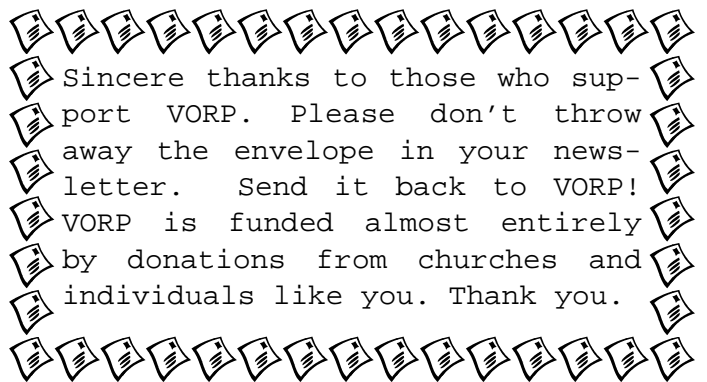 Sincere thanks to those who sup-
port VORP. Please don't throw
away the envelope in your news-
letter. Send it back to VORP!
VORP is funded almost entirely
by donations from churches and
individuals like you. Thank you.